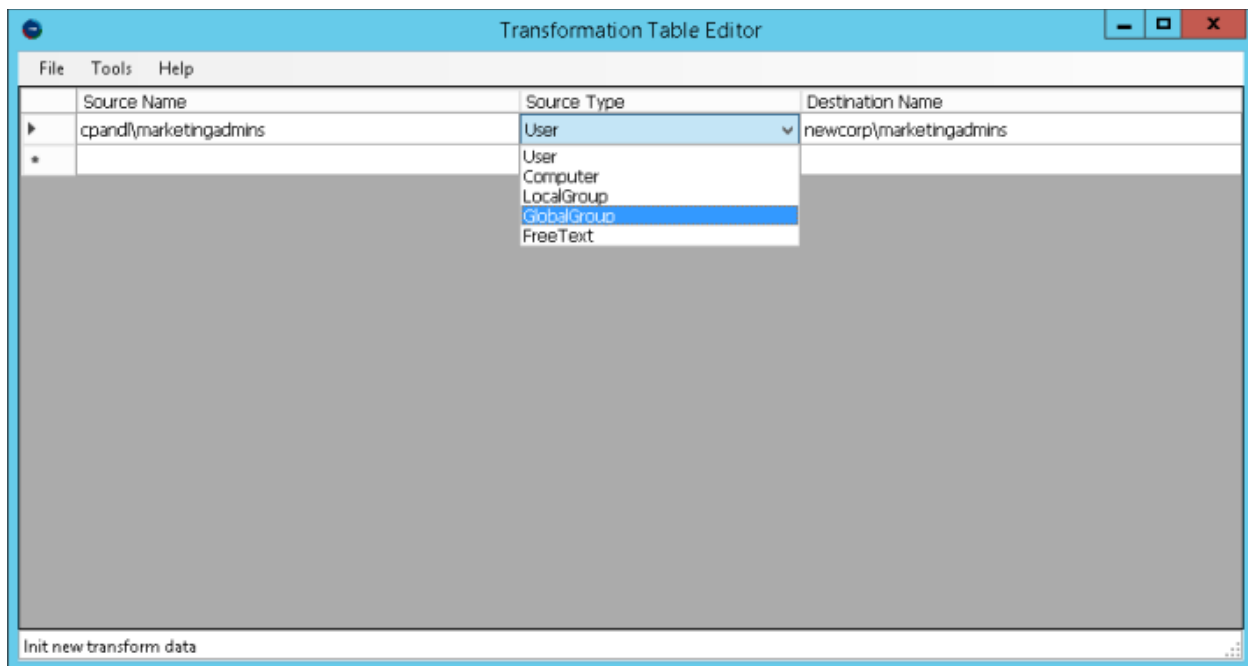 Transformation Table Editor
File Tools Help
Source Name Source Type Destination Name
cpandl\marketingadmins User newcorp\marketingadmins
User
Computer
LocalGroup
GlobalGroup
FreeText
Init new transform data